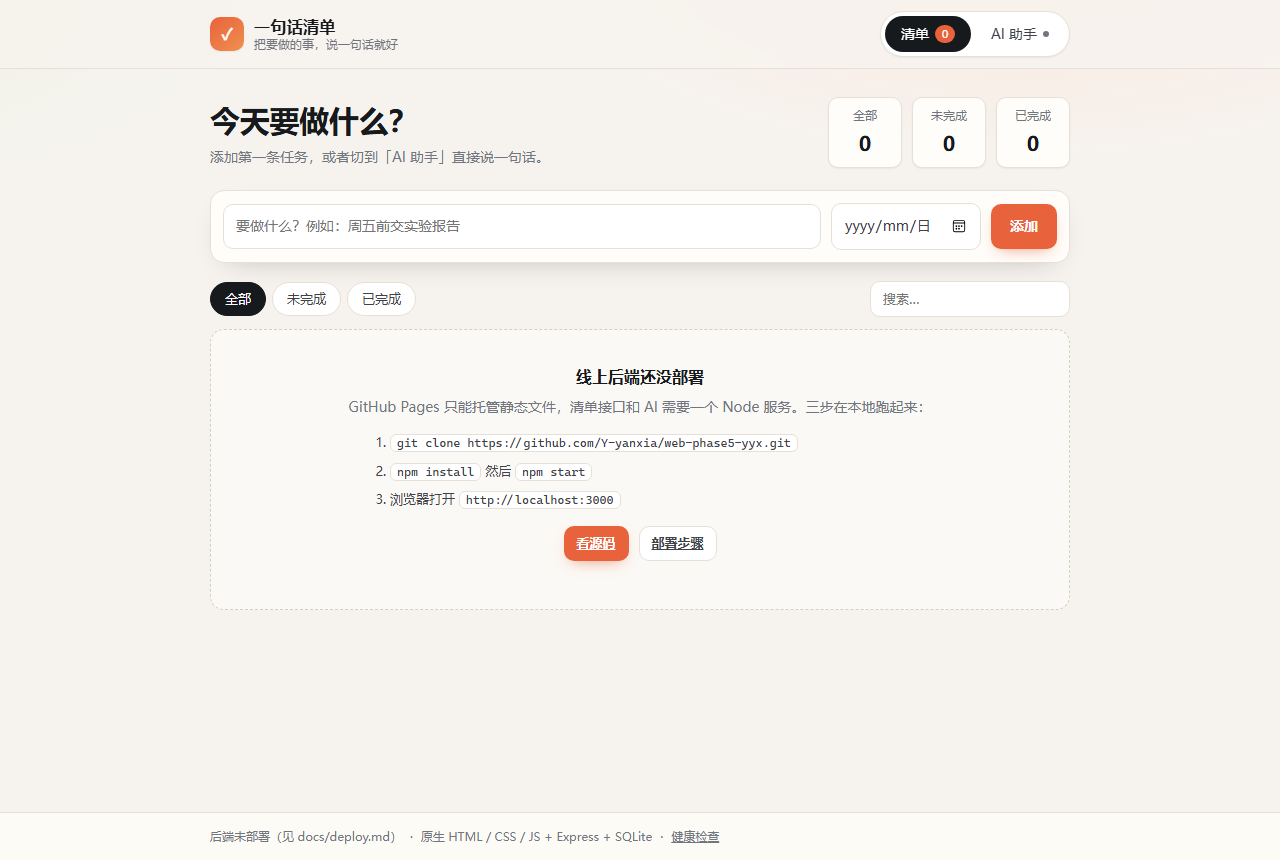 ✓ 一句话清单
把要做的事，说一句话就好
清单 0 AI 助手
今天要做什么？
添加第一条任务，或者切到「AI 助手」直接说一句话。
全部 未完成 已完成
0 0 0
要做什么？例如：周五前交实验报告 yyyy/mm/日 添加
全部 未完成 已完成 搜索...
线上后端还没部署
GitHub Pages 只能托管静态文件，清单接口和 AI 需要一个 Node 服务。三步在本地跑起来：
1. git clone https://github.com/Y-yanxia/web-phase5-yyx.git
2. npm install 然后 npm start
3. 浏览器打开 http://localhost:3000
看源码 部署步骤
后端未部署（见 docs/deploy.md） · 原生 HTML / CSS / JS + Express + SQLite · 健康检查